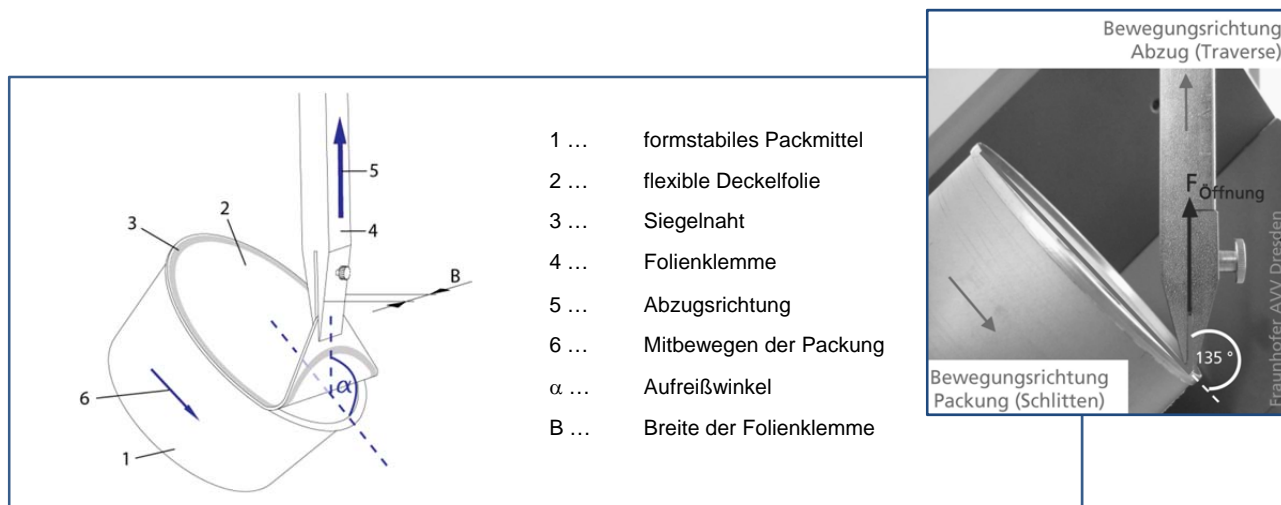 3
2
5
4
B
α
6
1
1 … formstabiles Packmittel
2 … flexible Deckelfolie
3 … Siegelnaht
4 … Folienklemme
5 … Abzugsrichtung
6 … Mitbewegen der Packung
α … Aufreißwinkel
B … Breite der Folienklemme
Bewegungsrichtung
Abzug (Traverse)
F Öffnung
135 °
Bewegungsrichtung
Packung (Schlitten)
Fraunhofer AVV Dresden